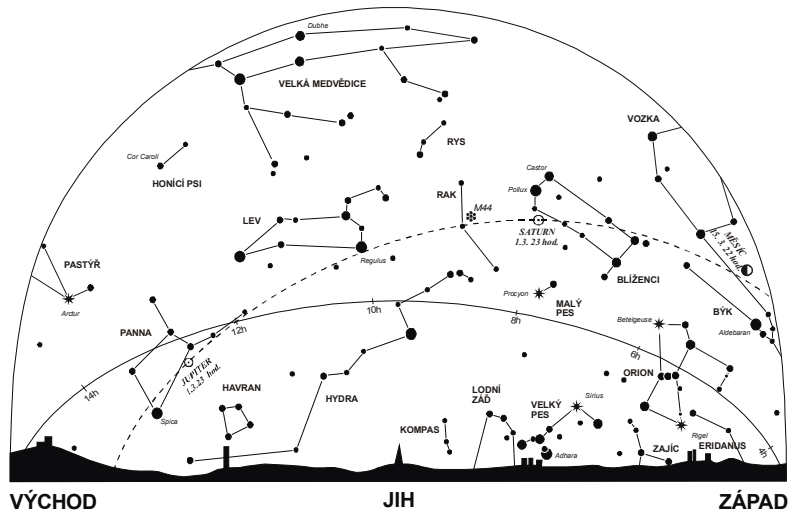 Dubhe
VELKÁ MEDVĚDICE
VOZKA
RYS
Cor Caroli
HONÍCÍ PSI
Castor
Pollux
RAK
M44
LEV
SATURN
1.3. 23 hod.
MĚSÍC
15. 3. 22 hod.
Regulus
PASTÝŘ
BLÍŽENCI
Arctur
Procyon
MALÝ
PES
BÝK
PANNA
12h
10h
8h
Betelgeuse
Aldebaran
6h
JUPITER
1.3.23 hod.
14h
HAVRAN
HYDRA
LODNÍ
ZÁĎ
VELKÝ
PES
Sirius
ORION
Spica
KOMPAS
Rigel
Adhara
ZAJÍC
ERIDANUS
4h
VÝCHOD
JIH
ZÁPAD